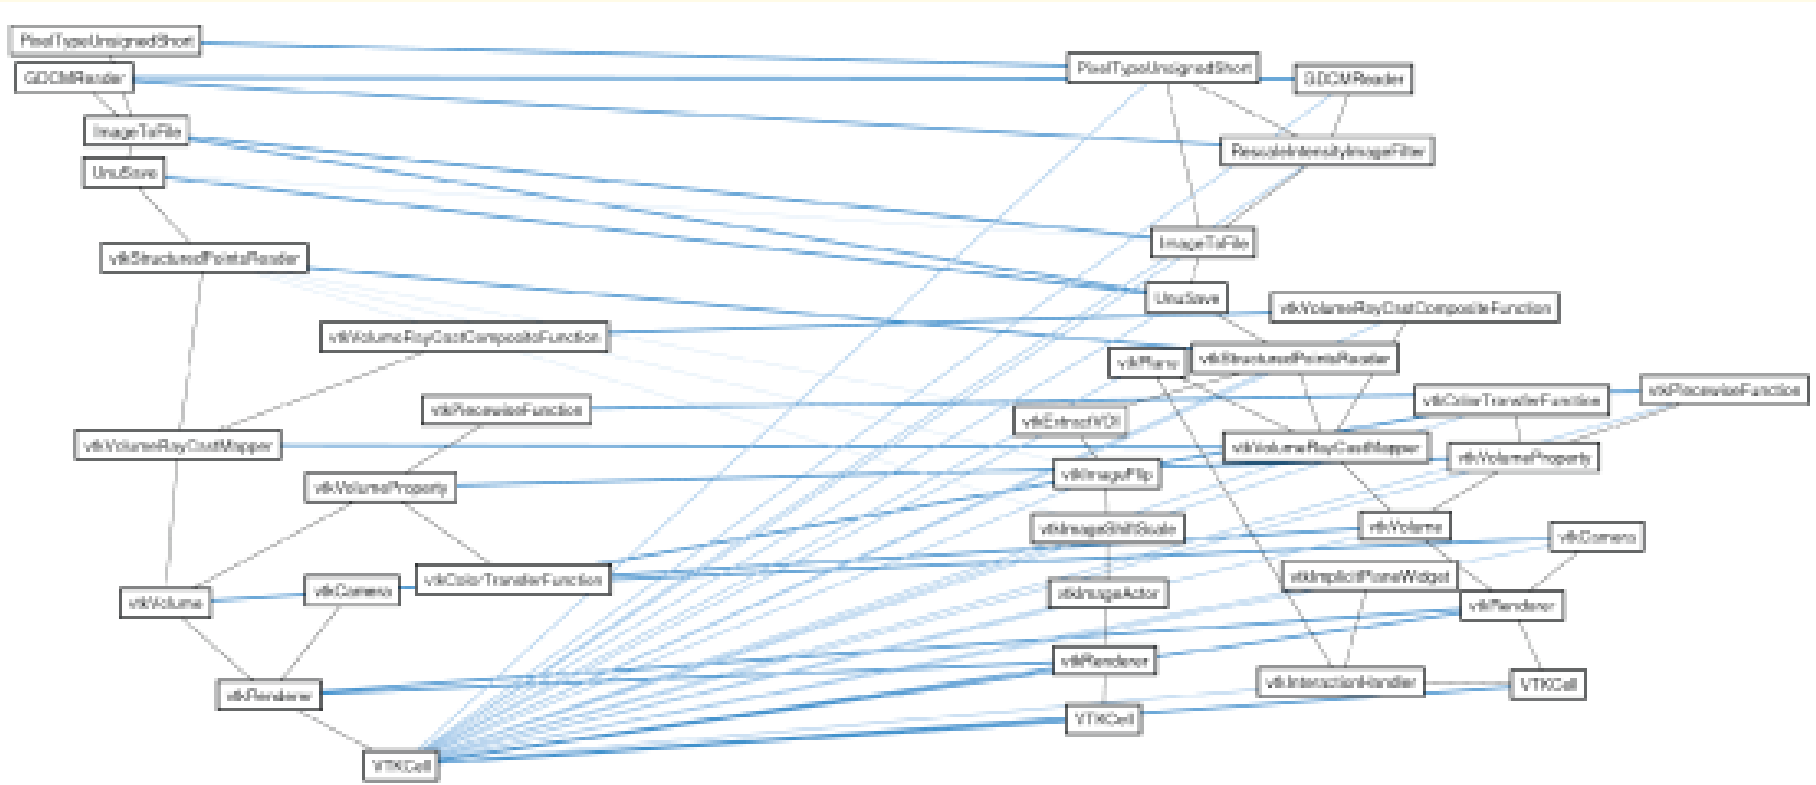 PixelTypeUnsignedShort
GDCMReader
ImageToFile
UnuSave
vtkStructuredPointsReader
vtkVolumeRayCastCompositeFunction
vtkPiecewiseFunction
vtkVolumeRayCastMapper
vtkVolumeProperty
vtkColorTransferFunction
vtkCamera
vtkVolume
vtkRenderer
VTKCell
PixelTypeUnsignedShort
GDCMReader
RescaleIntensityImageFilter
ImageToFile
UnuSave
vtkVolumeRayCastCompositeFunction
vtkPlane
vtkStructuredPointsReader
vtkPiecewiseFunction
vtkColorTransferFunction
vtkExtractVOI
vtkVolumeRayCastMapper
vtkVolumeProperty
vtkImageFlip
vtkImageShiftScale
vtkVolume
vtkCamera
vtkImplicitPlaneWidget
vtkImageActor
vtkRenderer
vtkRenderer
vtkInteractionHandler
VTKCell
VTKCell